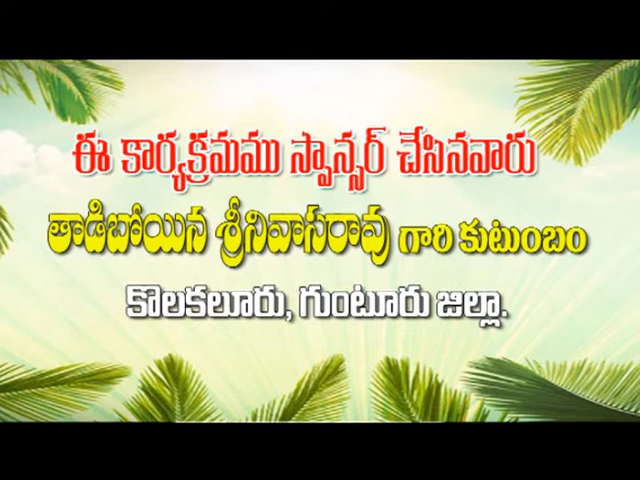 ఈ కార్యక్రమము స్పాన్సర్ చేసినవారు
తాడిబోయిన శ్రీనివాసరావు గారి కుటుంబం
కొలకలూరు, గుంటూరు జిల్లా.